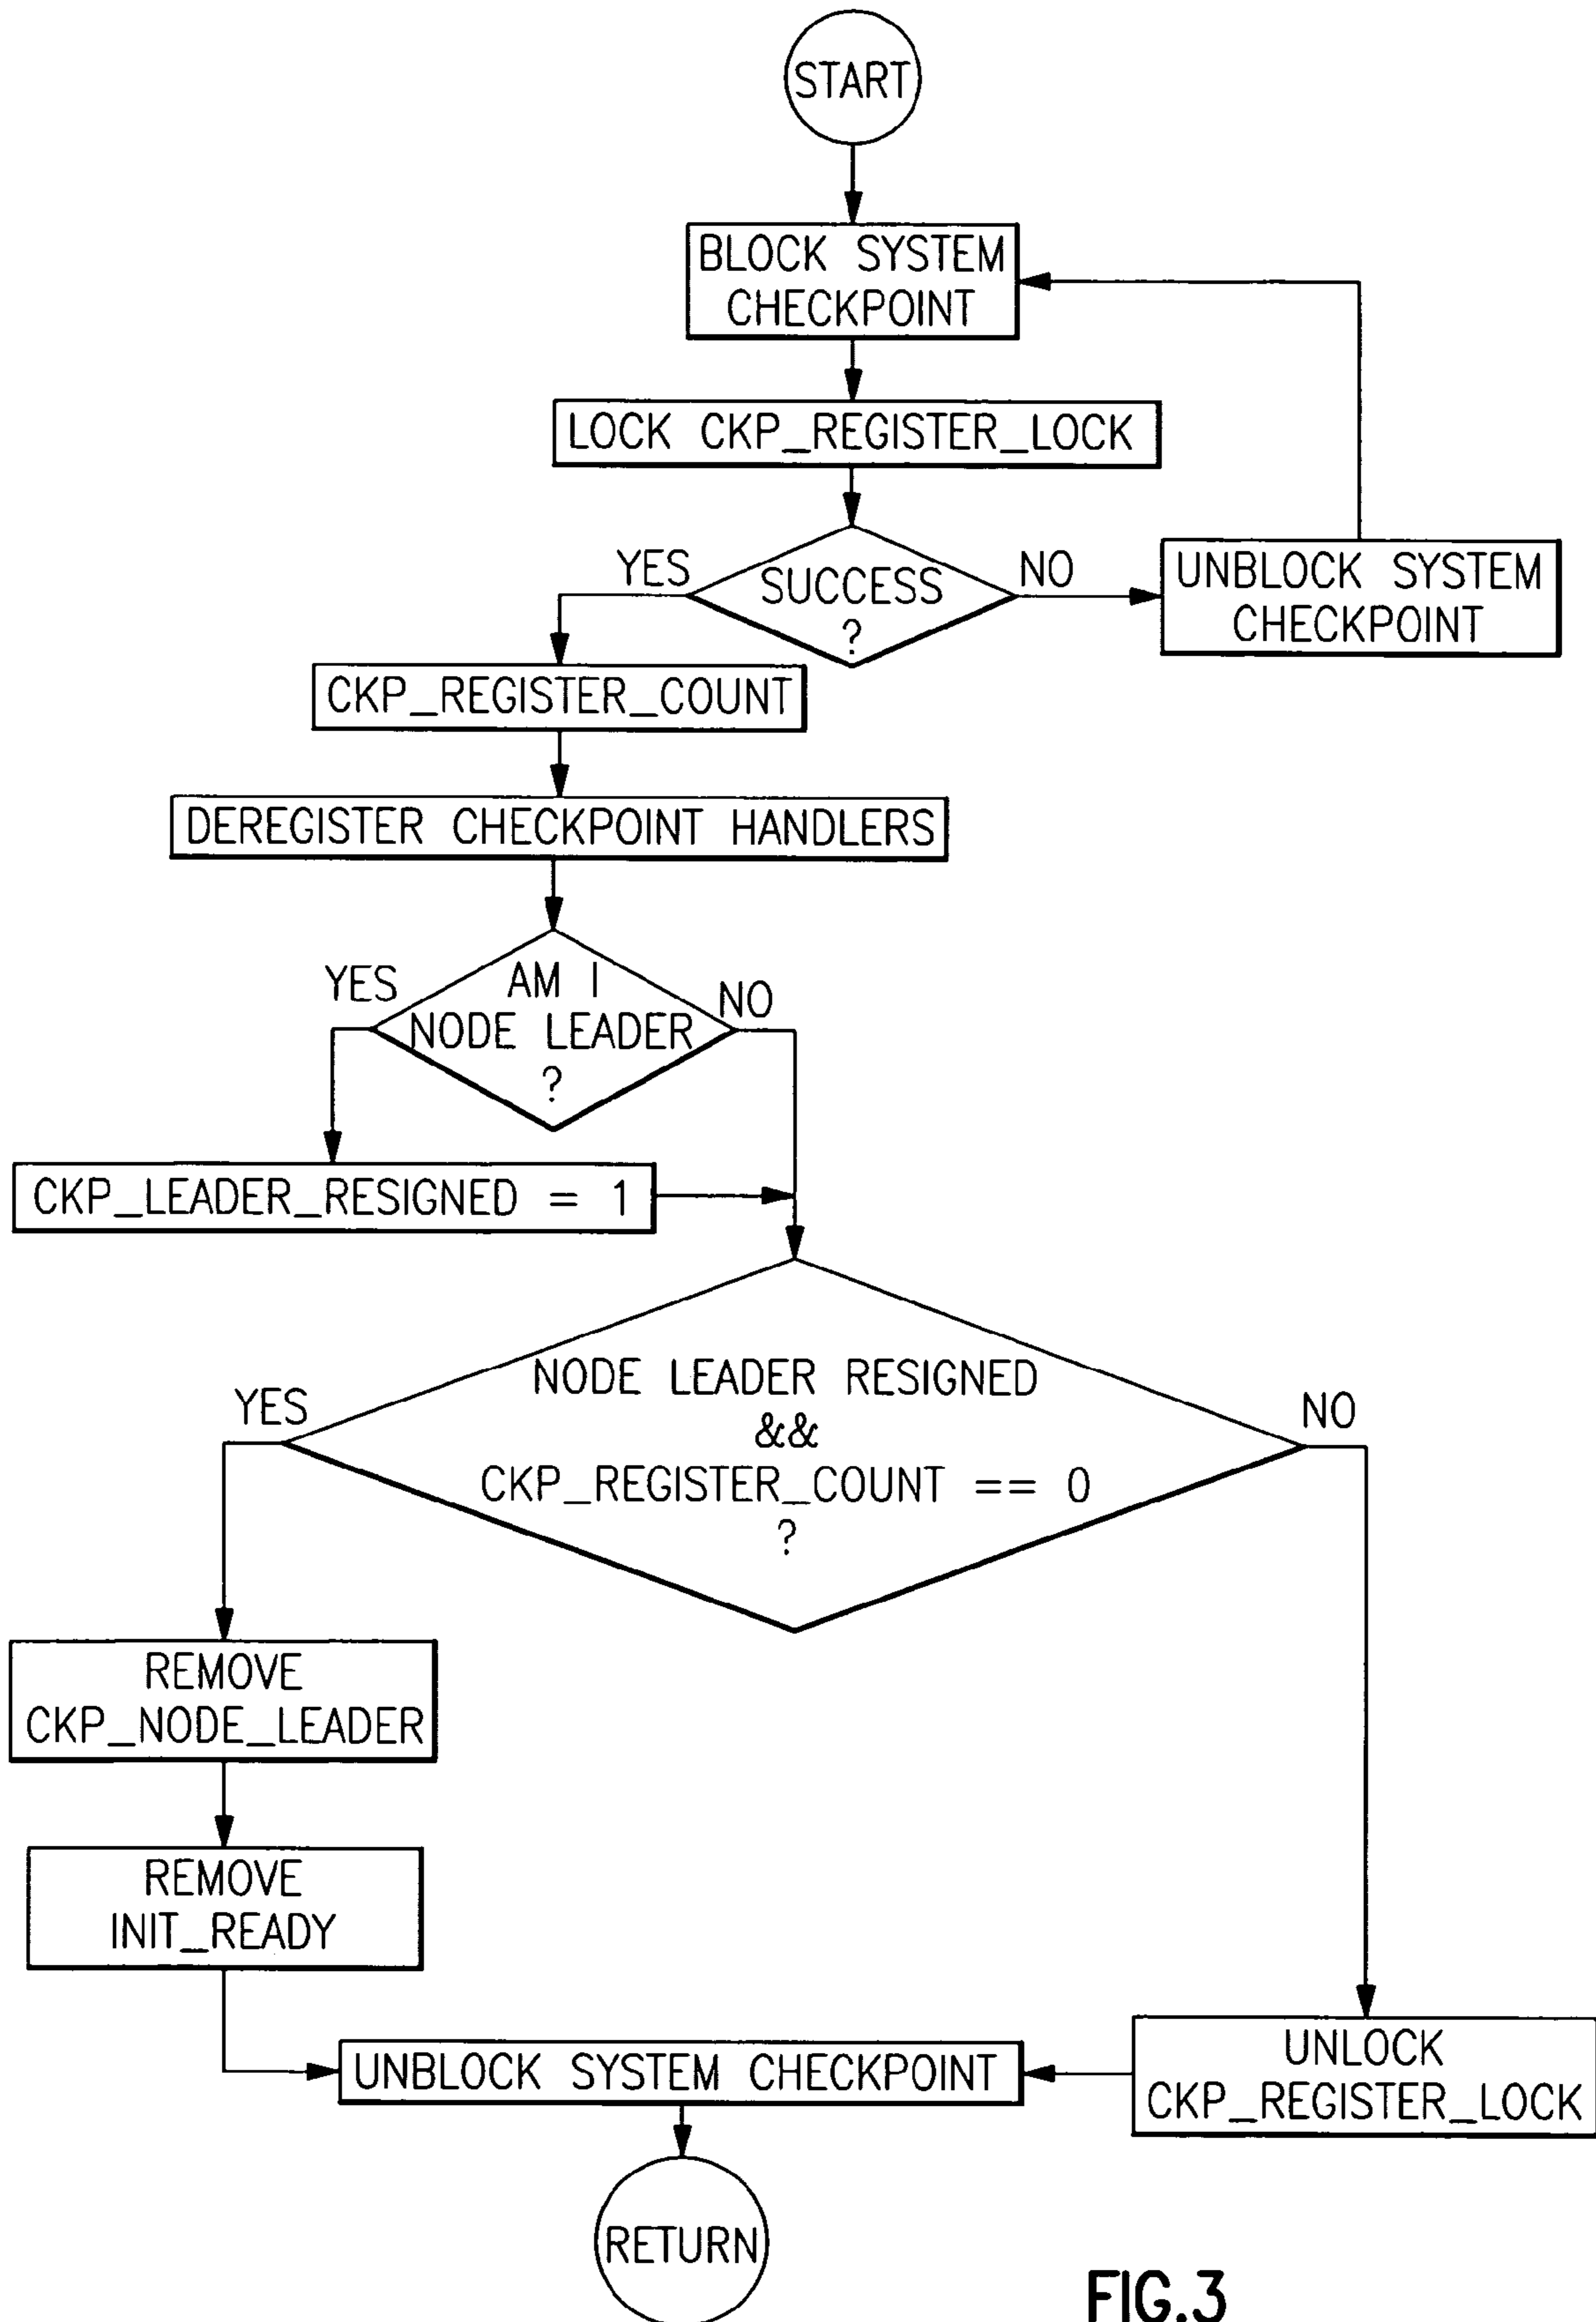 START
BLOCK SYSTEM
CHECKPOINT
LOCK CKP_REGISTER_LOCK
YES
SUCCESS
?
NO
UNBLOCK SYSTEM
CHECKPOINT
CKP_REGISTER_COUNT
DEREGISTER CHECKPOINT HANDLERS
YES
AM I
NODE LEADER
?
NO
CKP_LEADER_RESIGNED = 1
YES
NODE LEADER RESIGNED
&&
CKP_REGISTER_COUNT == 0
?
NO
REMOVE
CKP_NODE_LEADER
REMOVE
INIT_READY
UNBLOCK SYSTEM CHECKPOINT
UNLOCK
CKP_REGISTER_LOCK
RETURN
FIG.3